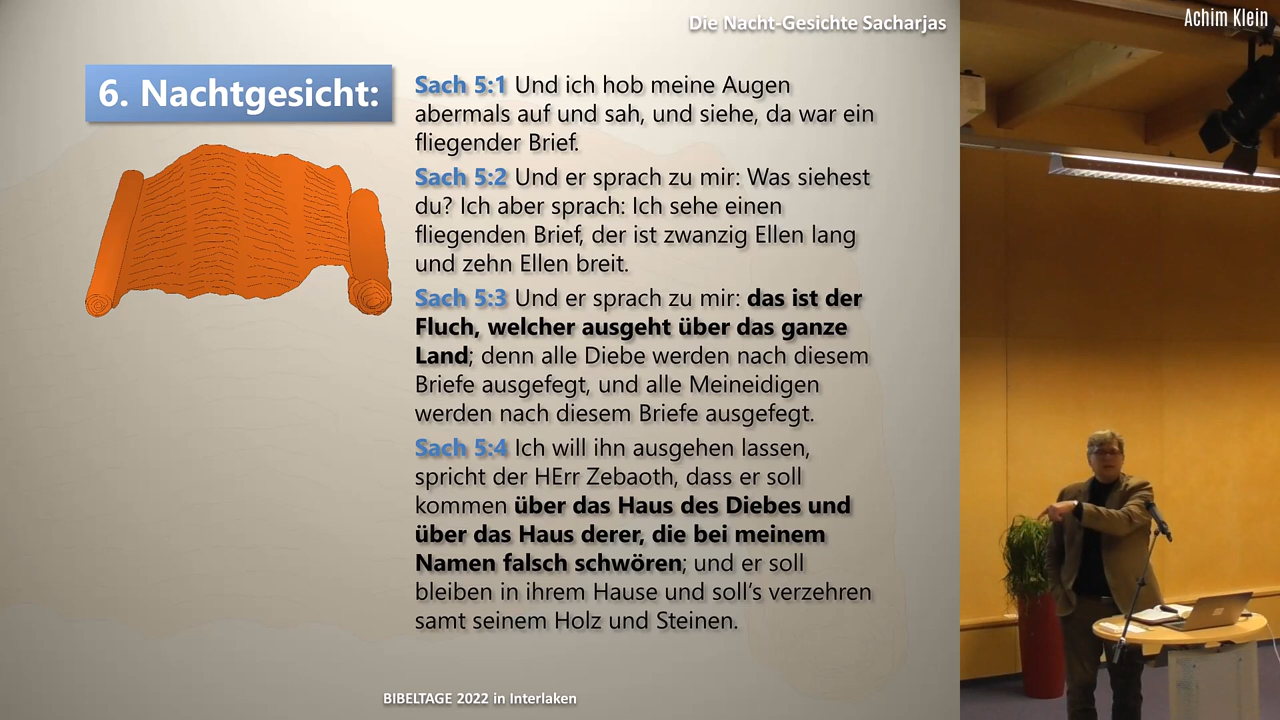 Die Nacht-Gesichte Sacharjas
Achim Klein
6. Nachtgesicht:
Sach 5:1 Und ich hob meine Augen
abermals auf und sah, und siehe, da war ein
fliegender Brief.
Sach 5:2 Und er sprach zu mir: Was siehest
du? Ich aber sprach: Ich sehe einen
fliegenden Brief, der ist zwanzig Ellen lang
und zehn Ellen breit.
Sach 5:3 Und er sprach zu mir: das ist der
Fluch, welcher ausgeht über das ganze
Land; denn alle Diebe werden nach diesem
Briefe ausgefegt, und alle Meineidigen
werden nach diesem Briefe ausgefegt.
Sach 5:4 Ich will ihn ausgehen lassen,
spricht der HErr Zebaoth, dass er soll
kommen über das Haus des Diebes und
über das Haus derer, die bei meinem
Namen falsch schwören; und er soll
bleiben in ihrem Hause und soll's verzehren
samt seinem Holz und Steinen.
BIBELTAGE 2022 in Interlaken